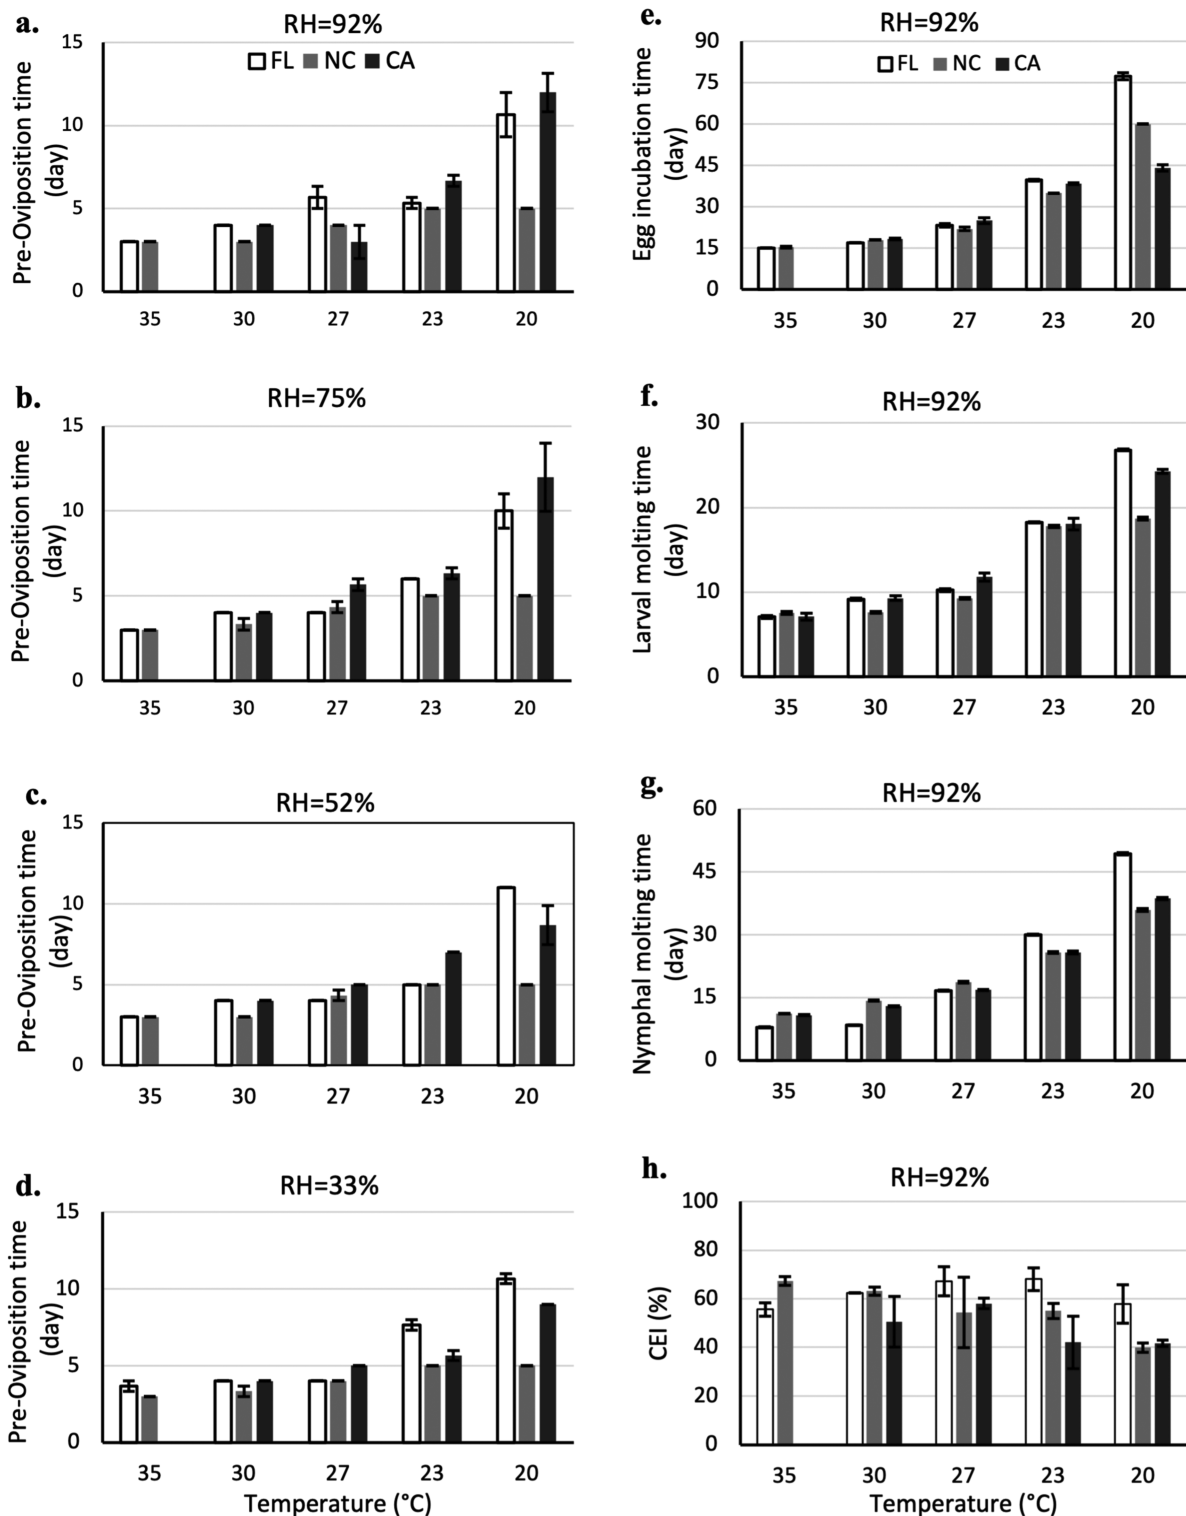 a.
RH=92%
FL NC CA
Pre-Oviposition time
(day)
15
10
5
0
35 30 27 23 20
b.
RH=75%
Pre-Oviposition time
(day)
15
10
5
0
35 30 27 23 20
c.
RH=52%
Pre-Oviposition time
(day)
15
10
5
0
35 30 27 23 20
d.
RH=33%
Pre-Oviposition time
(day)
15
10
5
0
35 30 27 23 20
Temperature (°C)
e.
RH=92%
FL NC CA
Egg incubation time
(day)
90
75
60
45
30
15
0
35 30 27 23 20
f.
RH=92%
Larval molting time
(day)
30
20
10
0
35 30 27 23 20
g.
RH=92%
Nymphal molting time
(day)
60
45
30
15
0
35 30 27 23 20
h.
RH=92%
CEI (%)
100
80
60
40
20
0
35 30 27 23 20
Temperature (°C)